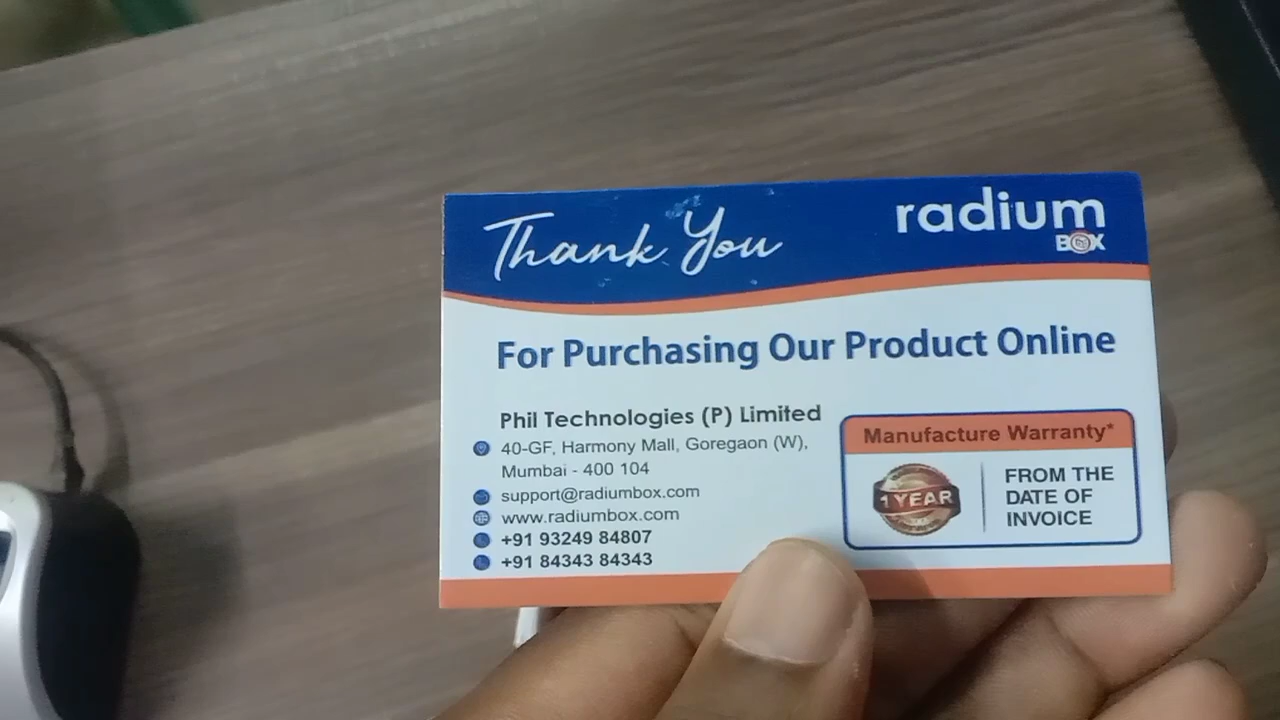 Thank You
radium
BOX
For Purchasing Our Product Online
Phil Technologies (P) Limited
40-GF, Harmony Mall, Goregaon (W),
Mumbai - 400 104
support@radiumbox.com
www.radiumbox.com
+91 93249 84807
+91 84343 84343
Manufacture Warranty*
1 YEAR
FROM THE
DATE OF
INVOICE